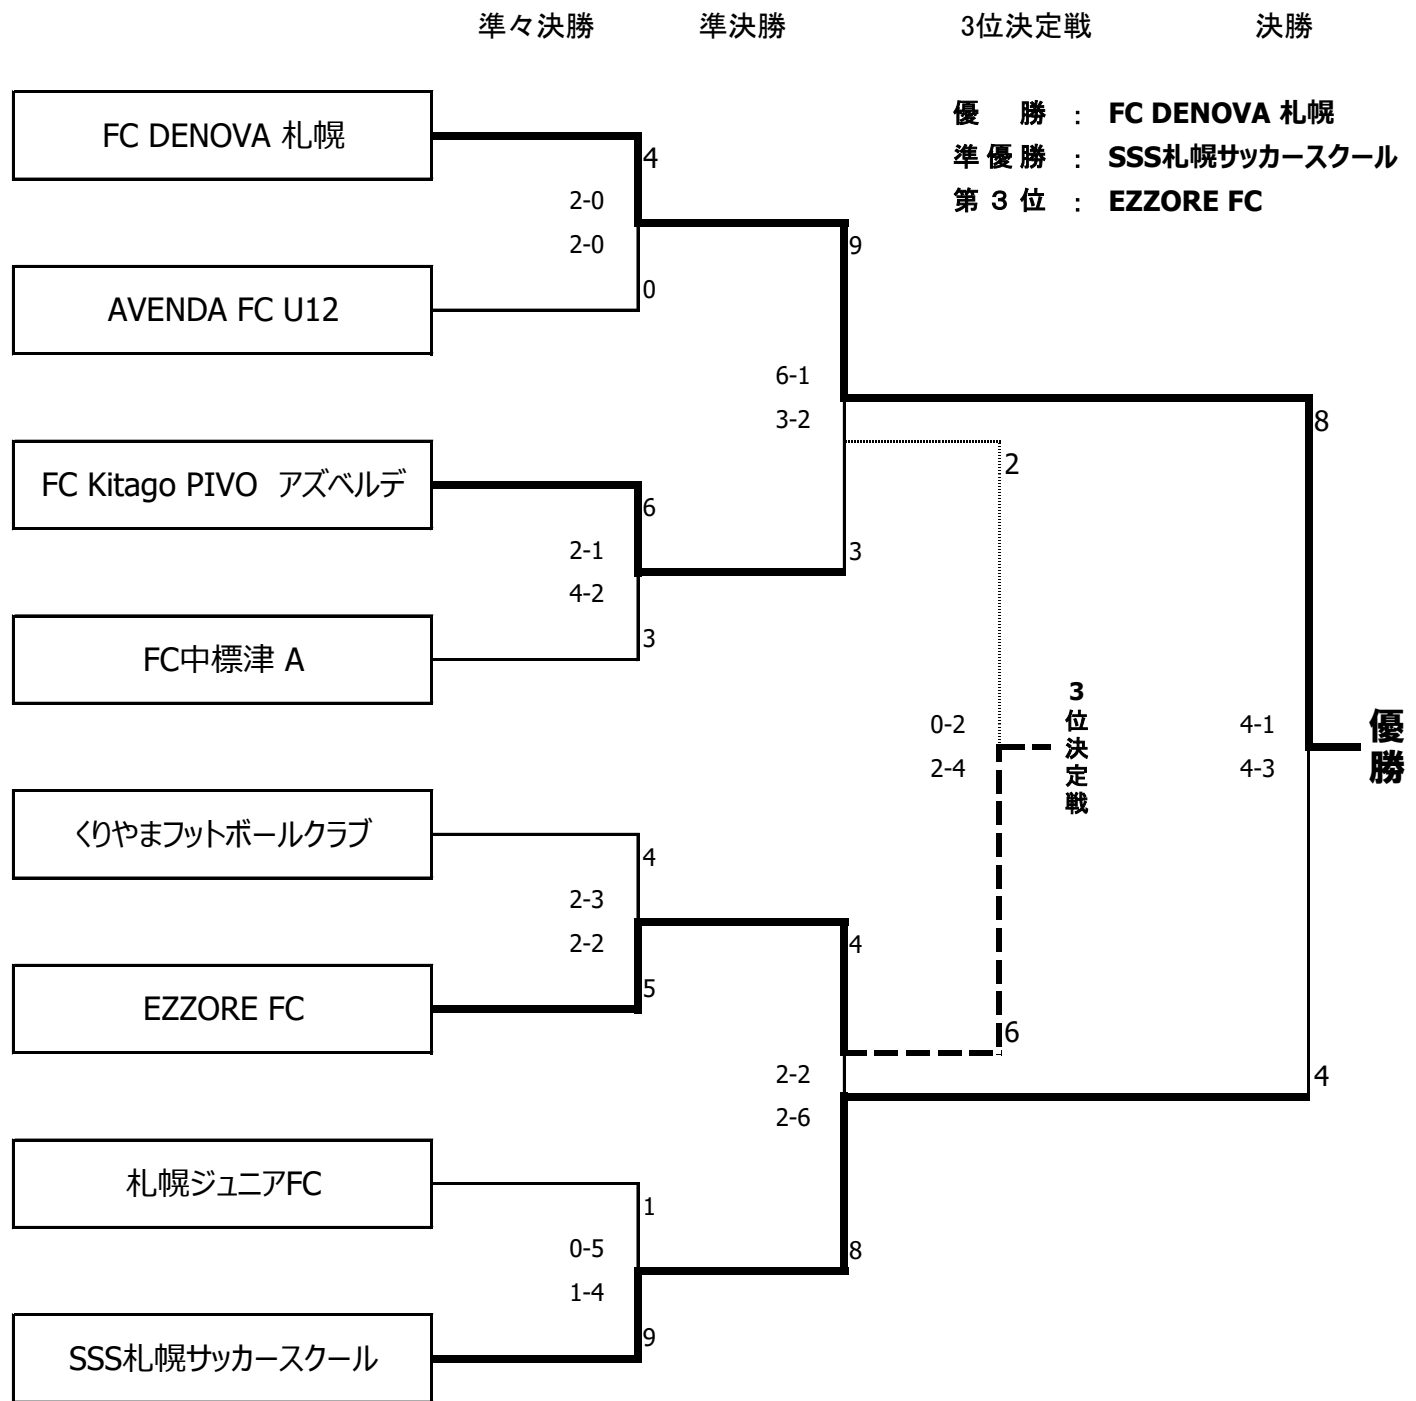 準々決勝 準決勝 3位決定戦 決勝
優 勝 : FC DENOVA 札幌
準優勝 : SSS札幌サッカースクール
第３位 : EZZORE FC
FC DENOVA 札幌
4
2-0
2-0
0
AVENDA FC U12
9
6-1
3-2
3
FC Kitago PIVO アズベルデ
6
2-1
4-2
3
FC中標津 A
2
0-2
2-4
6
3位決定戦
8
4-1
4-3
4
優勝
くりやまフットボールクラブ
4
2-3
2-2
5
EZZORE FC
4
2-2
2-6
8
札幌ジュニアFC
1
0-5
1-4
9
SSS札幌サッカースクール